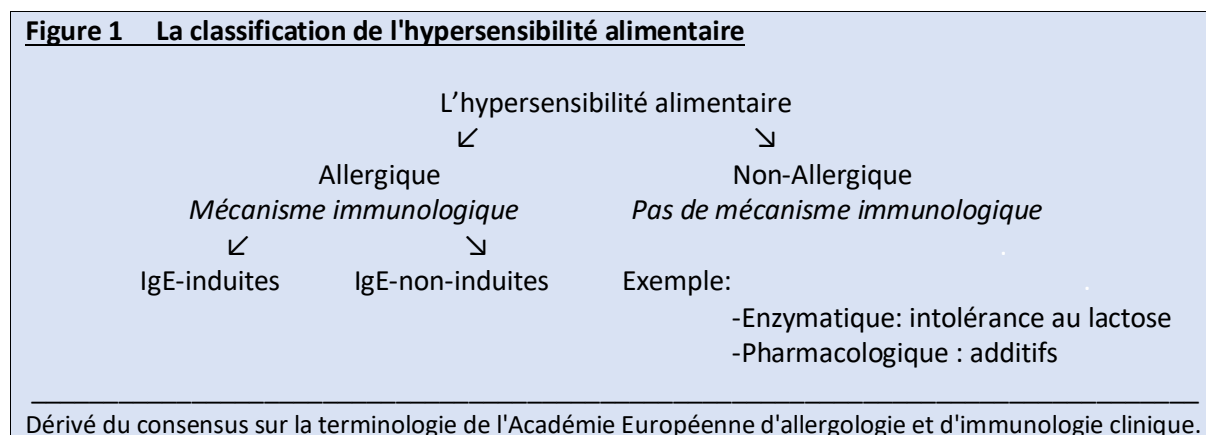 Figure 1 La classification de l'hypersensibilité alimentaire
L’hypersensibilité alimentaire
↙ ↘
Allergique Non-Allergique
Mécanisme immunologique Pas de mécanisme immunologique
↙ ↘
IgE-induites IgE-non-induites Exemple:
-Enzymatique: intolérance au lactose
-Pharmacologique : additifs
Dérivé du consensus sur la terminologie de l'Académie Européenne d'allergologie et d'immunologie clinique.